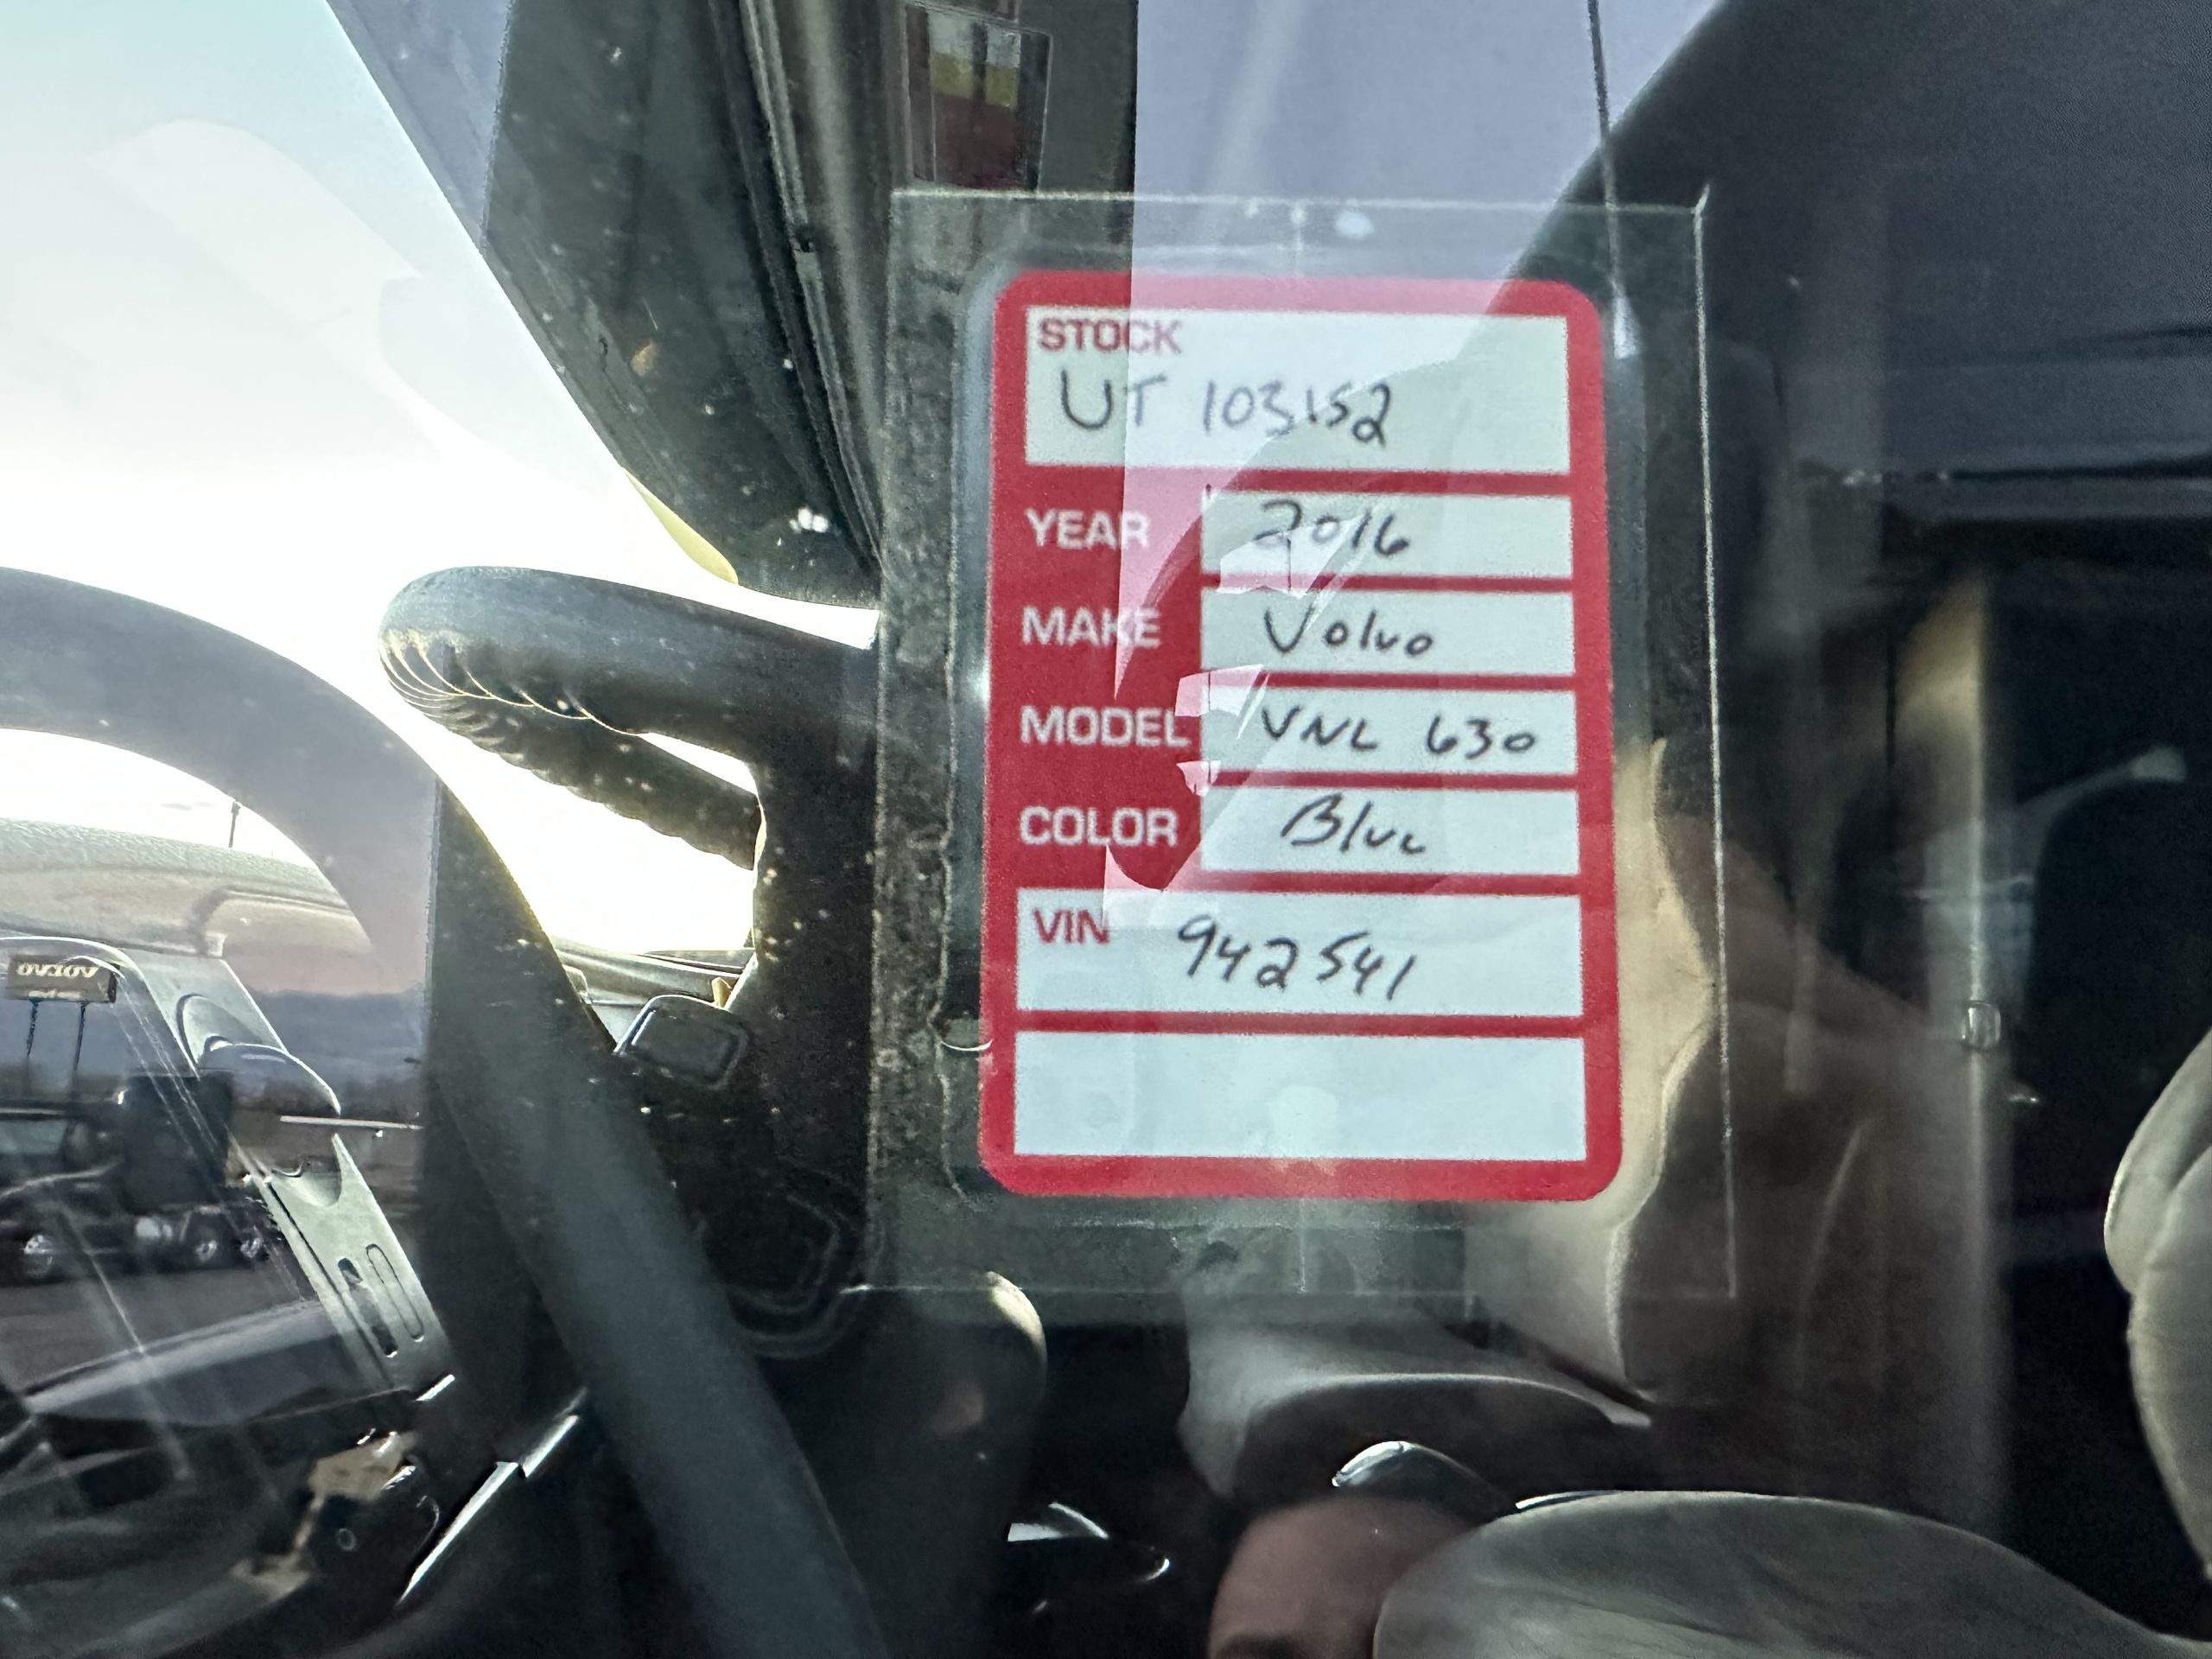 STOCK
UT 103152
YEAR 2016
MAKE Volvo
MODEL VNL 630
COLOR Blue
VIN 942541